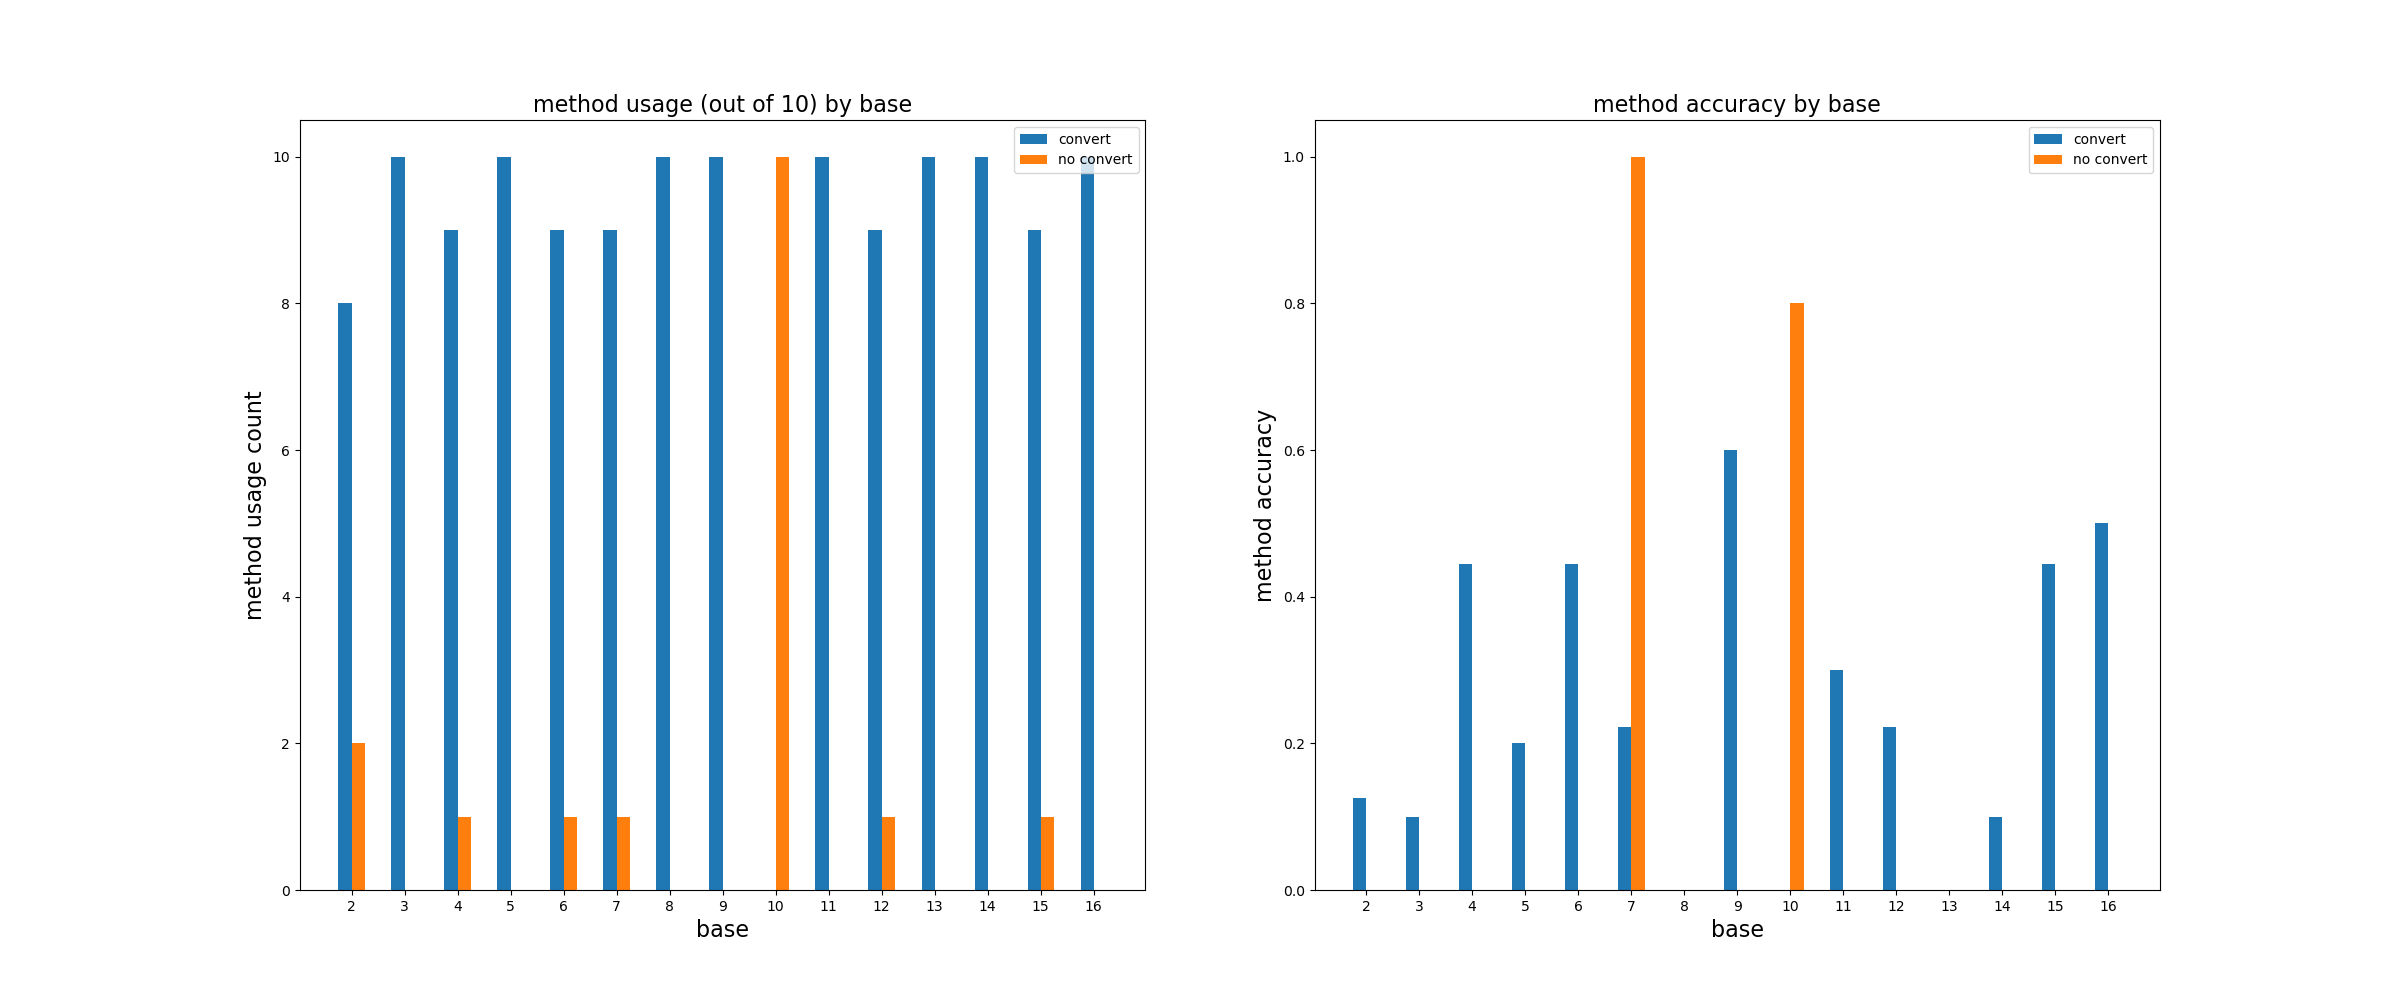 method usage (out of 10) by base
convert
no convert
method usage count
10
8
6
4
2
0
2 3 4 5 6 7 8 9 10 11 12 13 14 15 16
base
method accuracy by base
convert
no convert
method accuracy
1.0
0.8
0.6
0.4
0.2
0.0
2 3 4 5 6 7 8 9 10 11 12 13 14 15 16
base